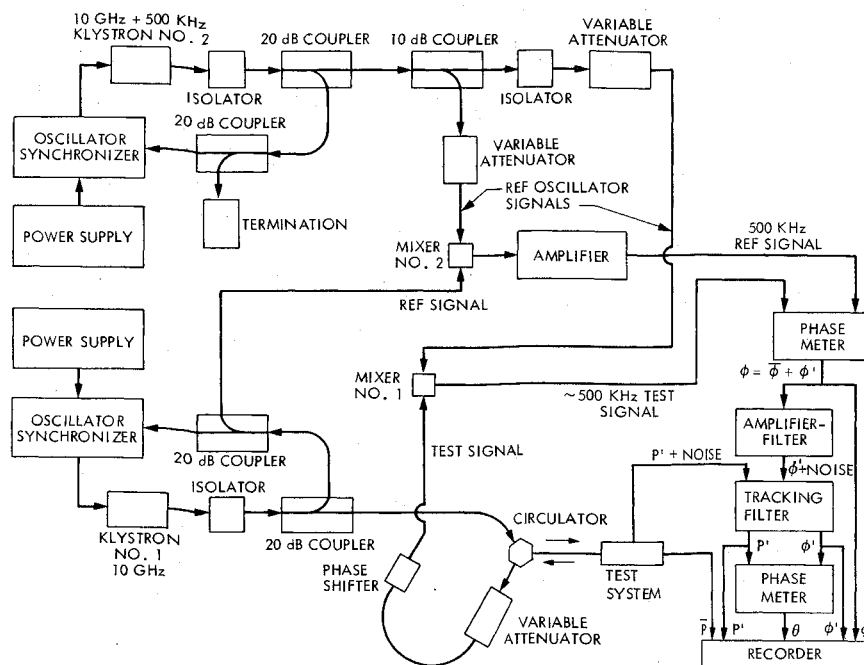 10 GHz + 500 KHz
KLYSTRON NO. 2
20 dB COUPLER
10 dB COUPLER
VARIABLE
ATTENUATOR
ISOLATOR
ISOLATOR
20 dB COUPLER
OSCILLATOR
SYNCHRONIZER
VARIABLE
ATTENUATOR
TERMINATION
REF OSCILLATOR
SIGNALS
POWER SUPPLY
MIXER
NO. 2
AMPLIFIER
500 KHz
REF SIGNAL
REF SIGNAL
POWER SUPPLY
PHASE
METER
MIXER
NO. 1
~500 KHz TEST
SIGNAL
ϕ = ϕ̅ + ϕ'
OSCILLATOR
SYNCHRONIZER
20 dB COUPLER
TEST SIGNAL
AMPLIFIER-
FILTER
P' + NOISE
ϕ'+NOISE
ISOLATOR
TRACKING
FILTER
KLYSTRON
NO. 1
10 GHz
20 dB COUPLER
CIRCULATOR
P'
ϕ'
PHASE
SHIFTER
TEST
SYSTEM
PHASE
METER
VARIABLE
ATTENUATOR
P̅
P'
θ
ϕ'
RECORDER